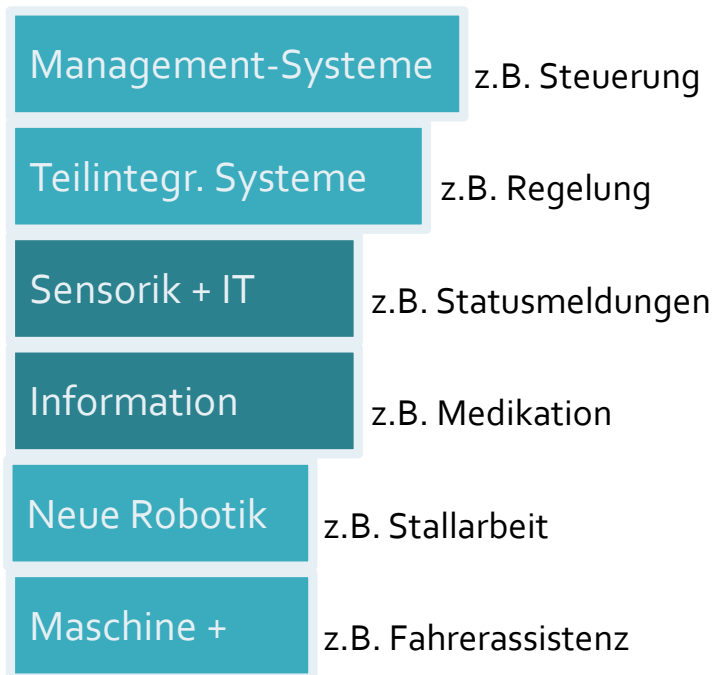 Management-Systeme z.B. Steuerung
Teilintegr. Systeme z.B. Regelung
Sensorik + IT z.B. Statusmeldungen
Information z.B. Medikation
Neue Robotik z.B. Stallarbeit
Maschine + z.B. Fahrerassistenz